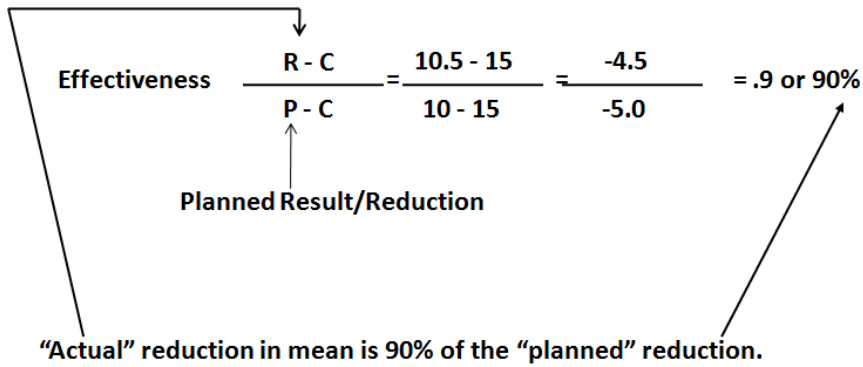 R - C 10.5 - 15 -4.5
Effectiveness = = = .9 or 90%
P - C 10 - 15 -5.0
Planned Result/Reduction
“Actual” reduction in mean is 90% of the “planned” reduction.